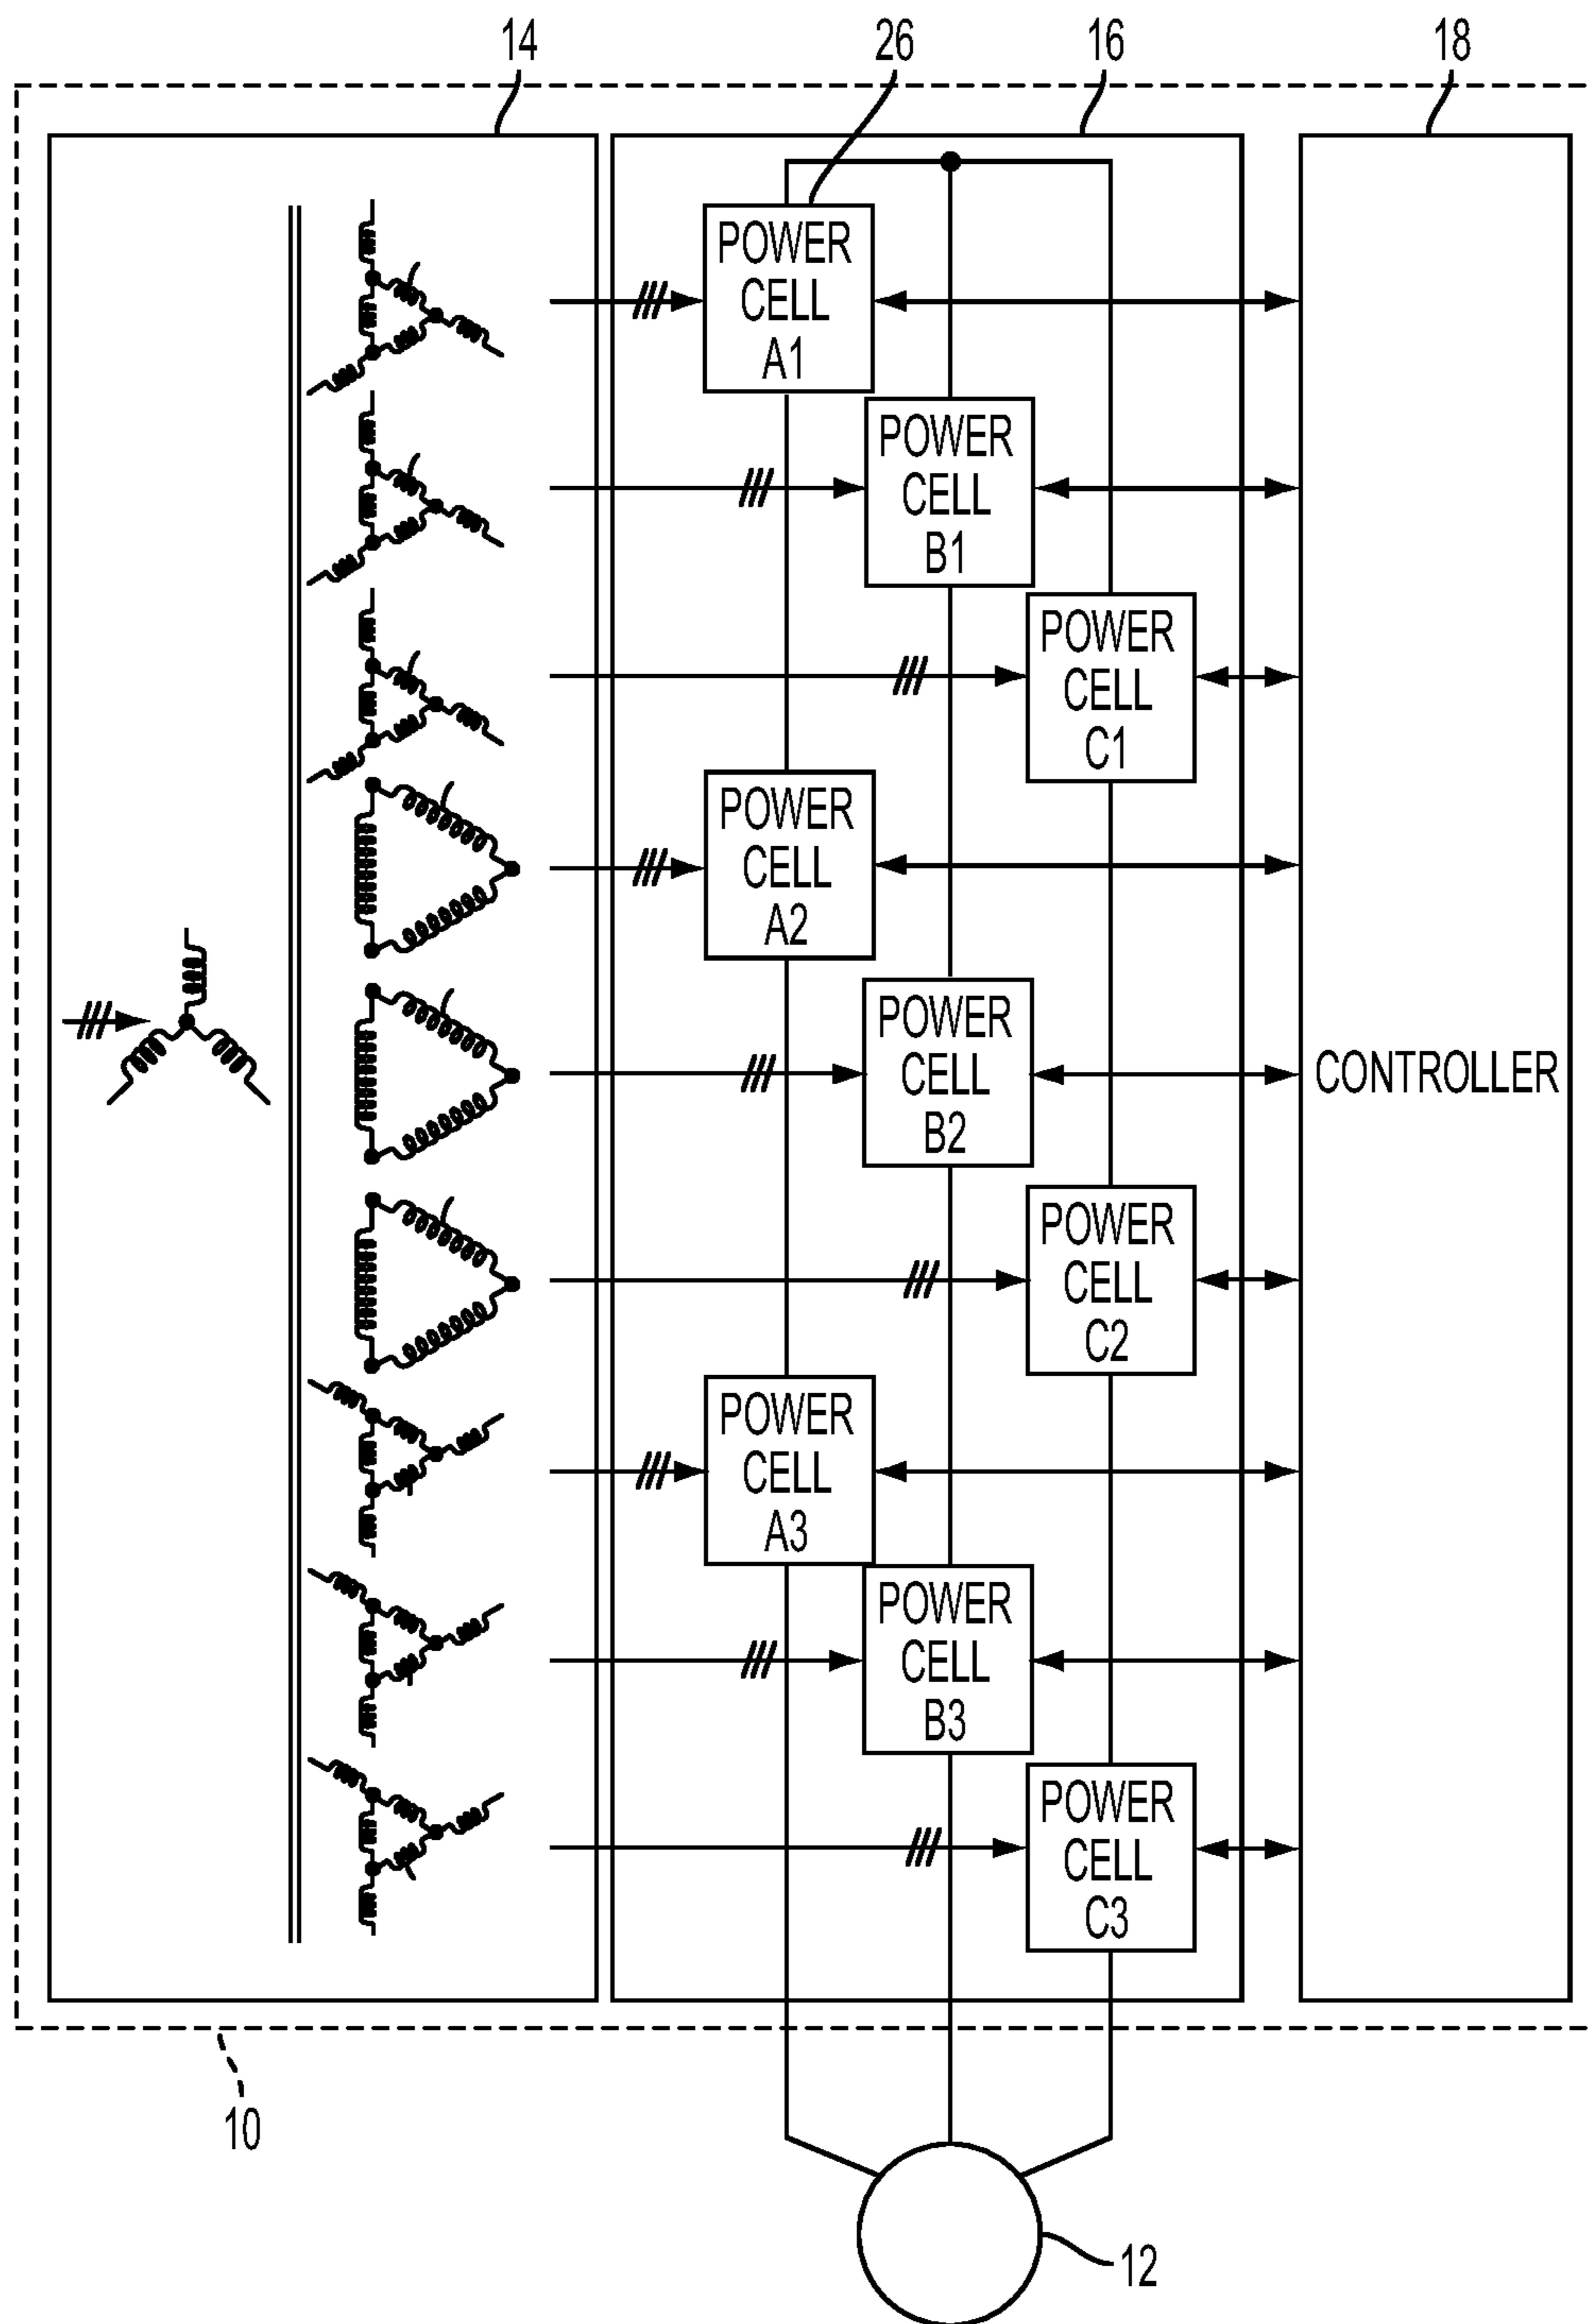 14
26
16
18
POWER
CELL
A1
POWER
CELL
B1
POWER
CELL
C1
POWER
CELL
A2
POWER
CELL
B2
CONTROLLER
POWER
CELL
C2
POWER
CELL
A3
POWER
CELL
B3
POWER
CELL
C3
10
12